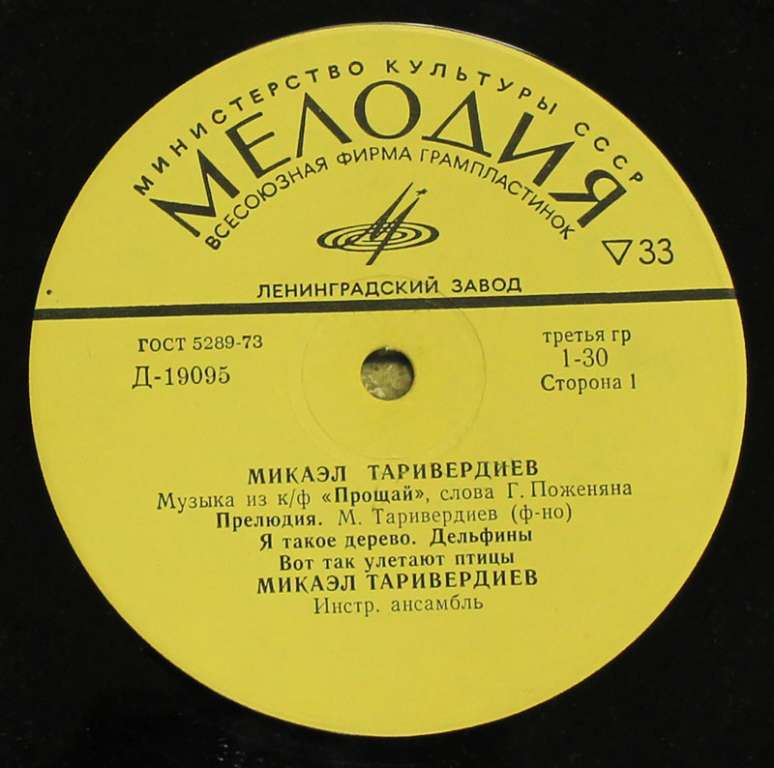 МИНИСТЕРСТВО КУЛЬТУРЫ СССР
МЕЛОДИЯ
ВСЕСОЮЗНАЯ ФИРМА ГРАМПЛАСТИНОК
▽33
ЛЕНИНГРАДСКИЙ ЗАВОД
ГОСТ 5289-73
третья гр
Д-19095
1-30
Сторона 1
МИКАЭЛ ТАРИВЕРДИЕВ
Музыка из к/ф «Прощай», слова Г. Поженяна
Прелюдия. М. Таривердиев (ф-но)
Я такое дерево. Дельфины
Вот так улетают птицы
МИКАЭЛ ТАРИВЕРДИЕВ
Инстр. ансамбль